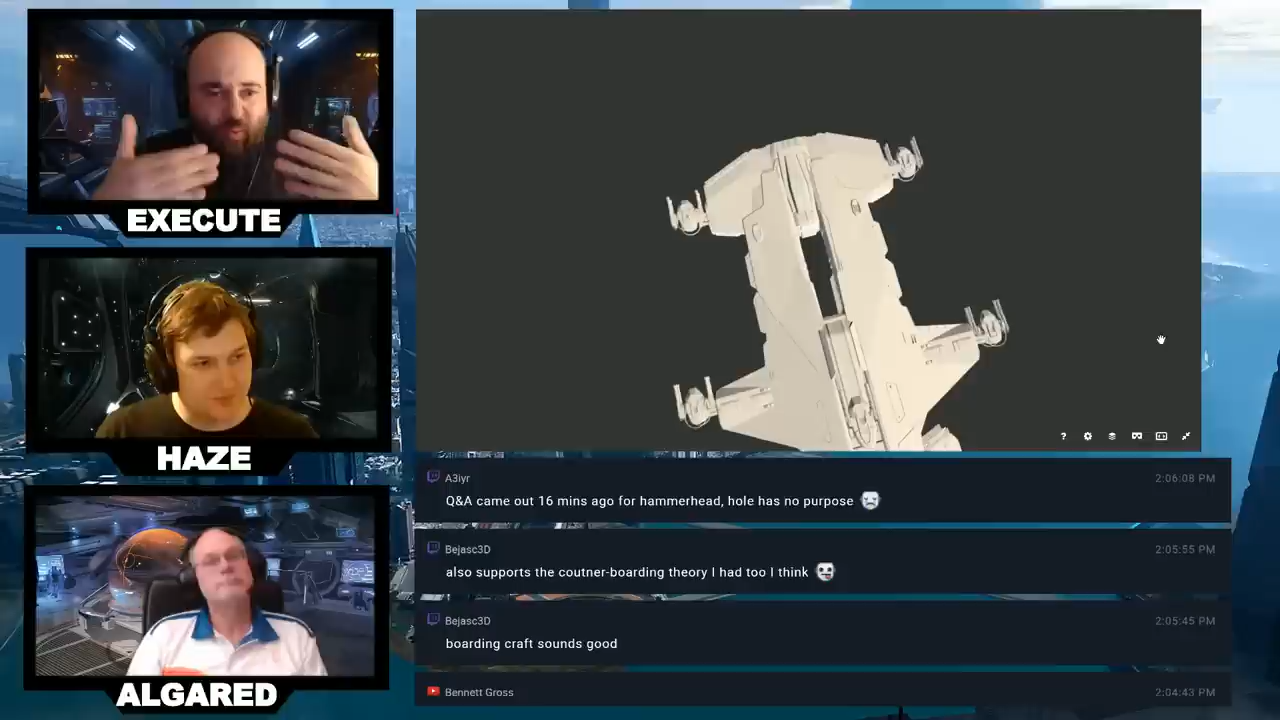 EXECUTE
HAZE
ALGARED
?
A3iyr 2:06:08 PM
Q&A came out 16 mins ago for hammerhead, hole has no purpose
Bejasc3D 2:05:55 PM
also supports the coutner-boarding theory I had too I think
Bejasc3D 2:05:45 PM
boarding craft sounds good
Bennett Gross 2:04:43 PM